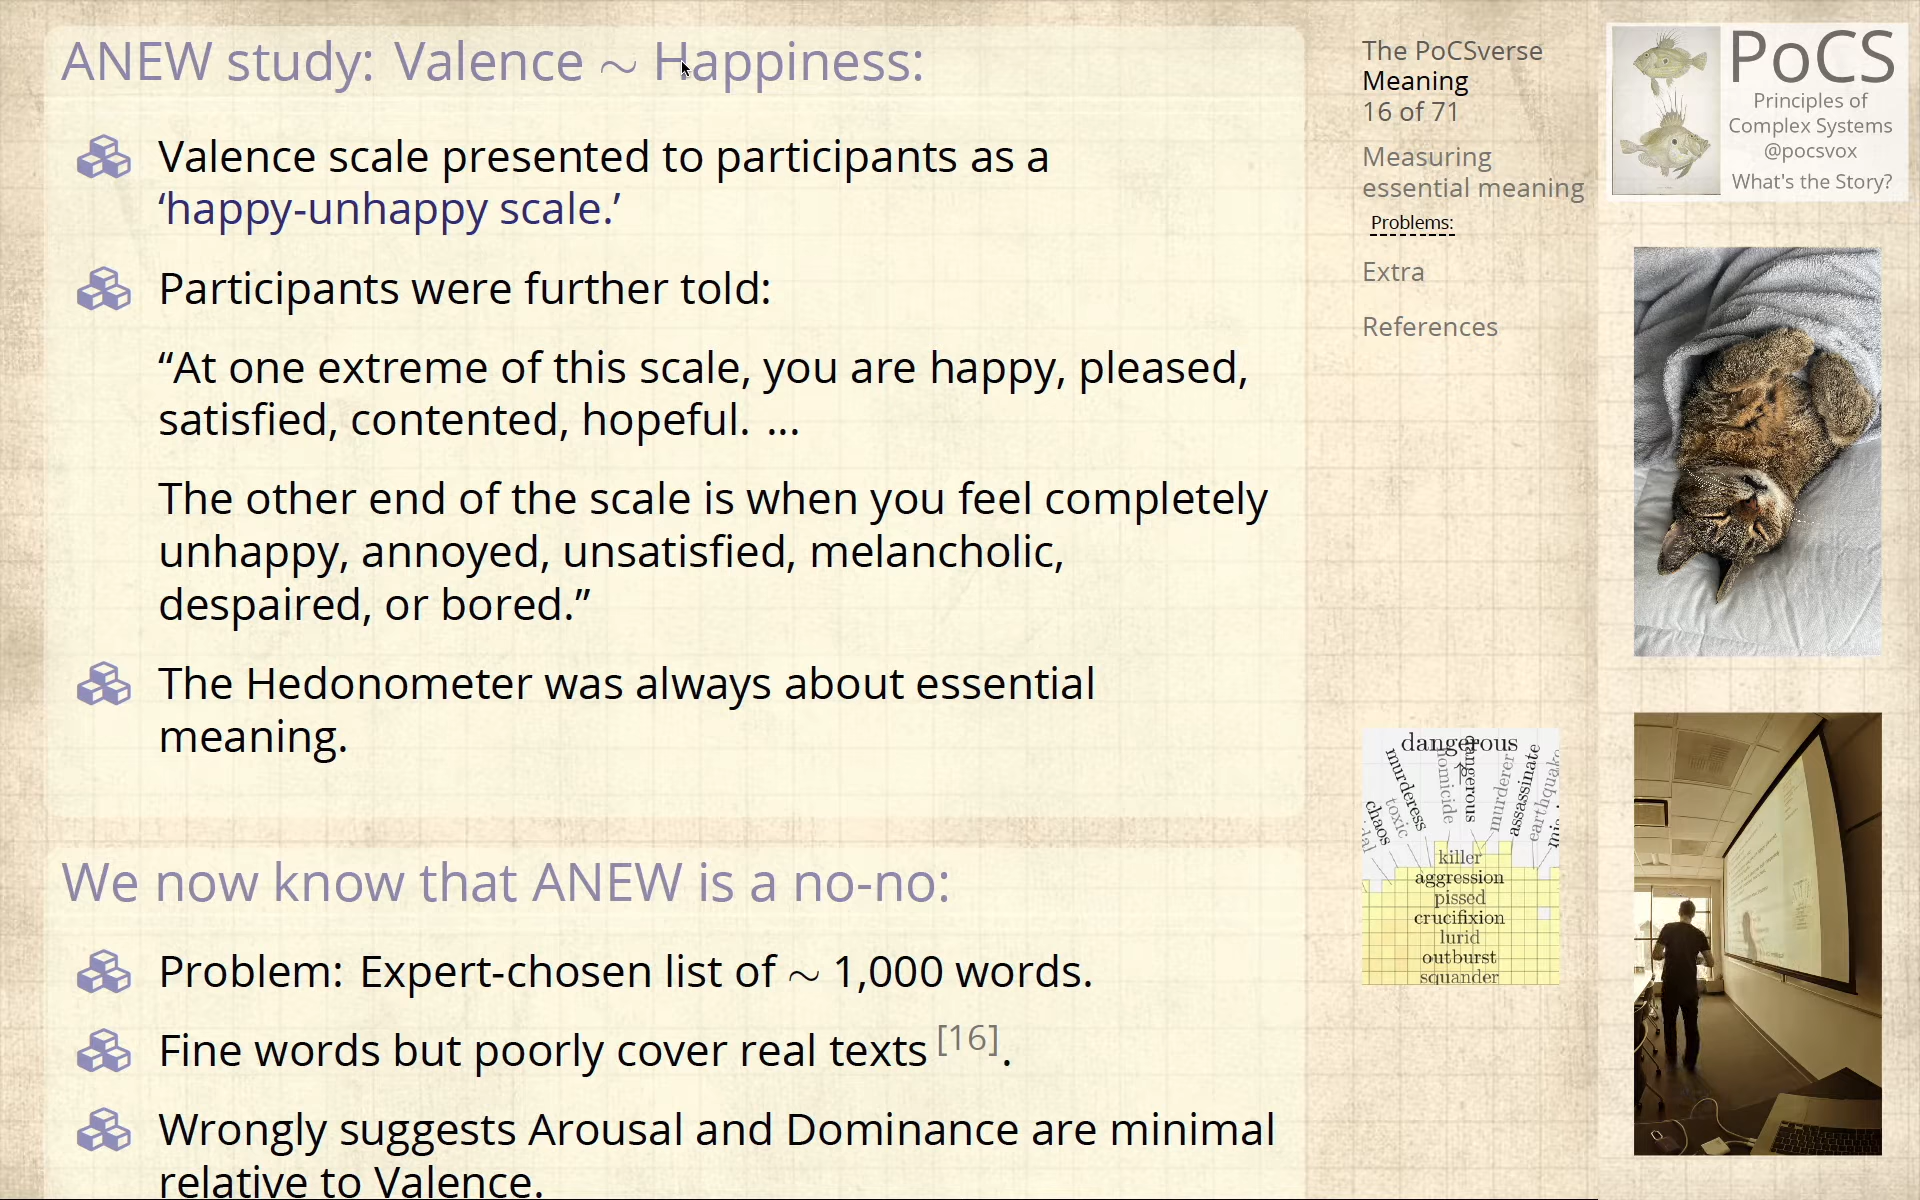 ANEW study: Valence ∼ Happiness:
Valence scale presented to participants as a
‘happy-unhappy scale.’
Participants were further told:
“At one extreme of this scale, you are happy, pleased,
satisfied, contented, hopeful. …
The other end of the scale is when you feel completely
unhappy, annoyed, unsatisfied, melancholic,
despaired, or bored.”
The Hedonometer was always about essential
meaning.
We now know that ANEW is a no-no:
Problem: Expert-chosen list of ∼ 1,000 words.
Fine words but poorly cover real texts [16].
Wrongly suggests Arousal and Dominance are minimal
relative to Valence.
The PoCSverse
Meaning
16 of 71
Measuring
essential meaning
Problems:
Extra
References
dangerous
chaos
toxic
murderess
homicide
dangerous
murderer
assassinate
earthquake
killer
aggression
pissed
crucifixion
lurid
outburst
squander
PoCS
Principles of
Complex Systems
@pocsvox
What's the Story?